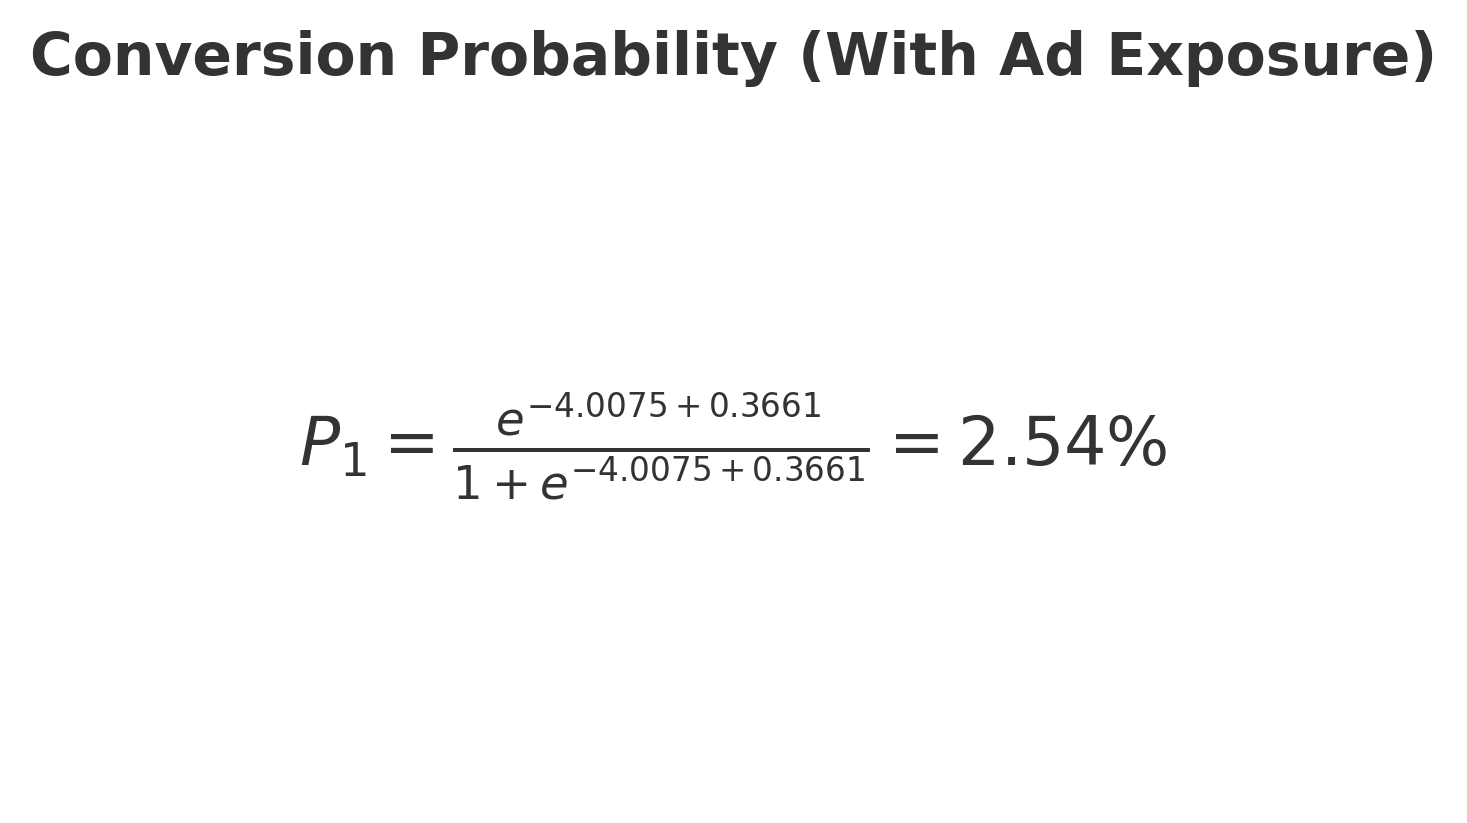 Conversion Probability (With Ad Exposure)
P₁ = e^{−4.0075+0.3661} / (1 + e^{−4.0075+0.3661}) = 2.54%